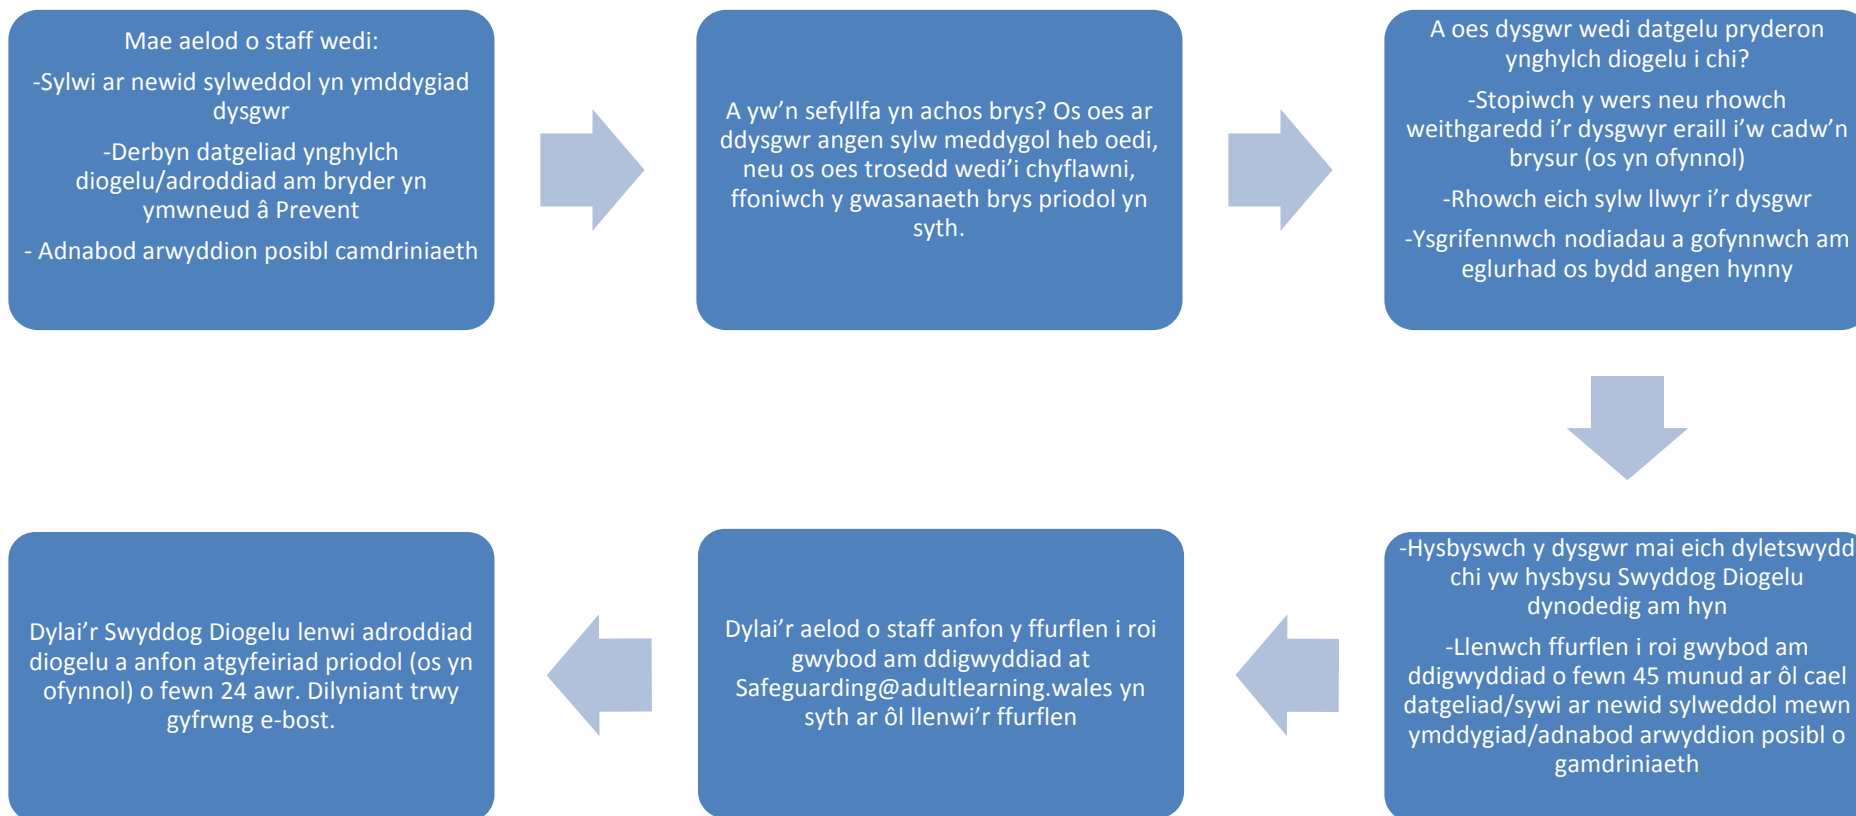 Mae aelod o staff wedi:
-Sylwi ar newid sylweddol yn ymddygiad
dysgwr
-Derbyn datgeliad ynghylch
diogelu/adroddiad am bryder yn
ymwneud â Prevent
- Adnabod arwyddion posibl camdriniaeth
A yw'n sefyllfa yn achos brys? Os oes ar
ddysgwr angen sylw meddygol heb oedi,
neu os oes trosedd wedi'i chyflawni,
ffoniwch y gwasanaeth brys priodol yn
syth.
A oes dysgwr wedi datgelu pryderon
ynghylch diogelu i chi?
-Stopiwch y wers neu rhowch
weithgaredd i'r dysgwyr eraill i'w cadw'n
brysur (os yn ofynnol)
-Rhowch eich sylw llwyr i'r dysgwr
-Ysgrifennwch nodiadau a gofynnwch am
eglurhad os bydd angen hynny
-Hysbyswch y dysgwr mai eich dyletswydd
chi yw hysbysu Swyddog Diogelu
dynodedig am hyn
-Llenwch ffurflen i roi gwybod am
ddigwyddiad o fewn 45 munud ar ôl cael
datgeliad/sywi ar newid sylweddol mewn
ymddygiad/adnabod arwyddion posibl o
gamdriniaeth
Dylai'r aelod o staff anfon y ffurflen i roi
gwybod am ddigwyddiad at
Safeguarding@adultlearning.wales yn
syth ar ôl llenwi'r ffurflen
Dylai'r Swyddog Diogelu lenwi adroddiad
diogelu a anfon atgyfeiriad priodol (os yn
ofynnol) o fewn 24 awr. Dilyniant trwy
gyfrwng e-bost.